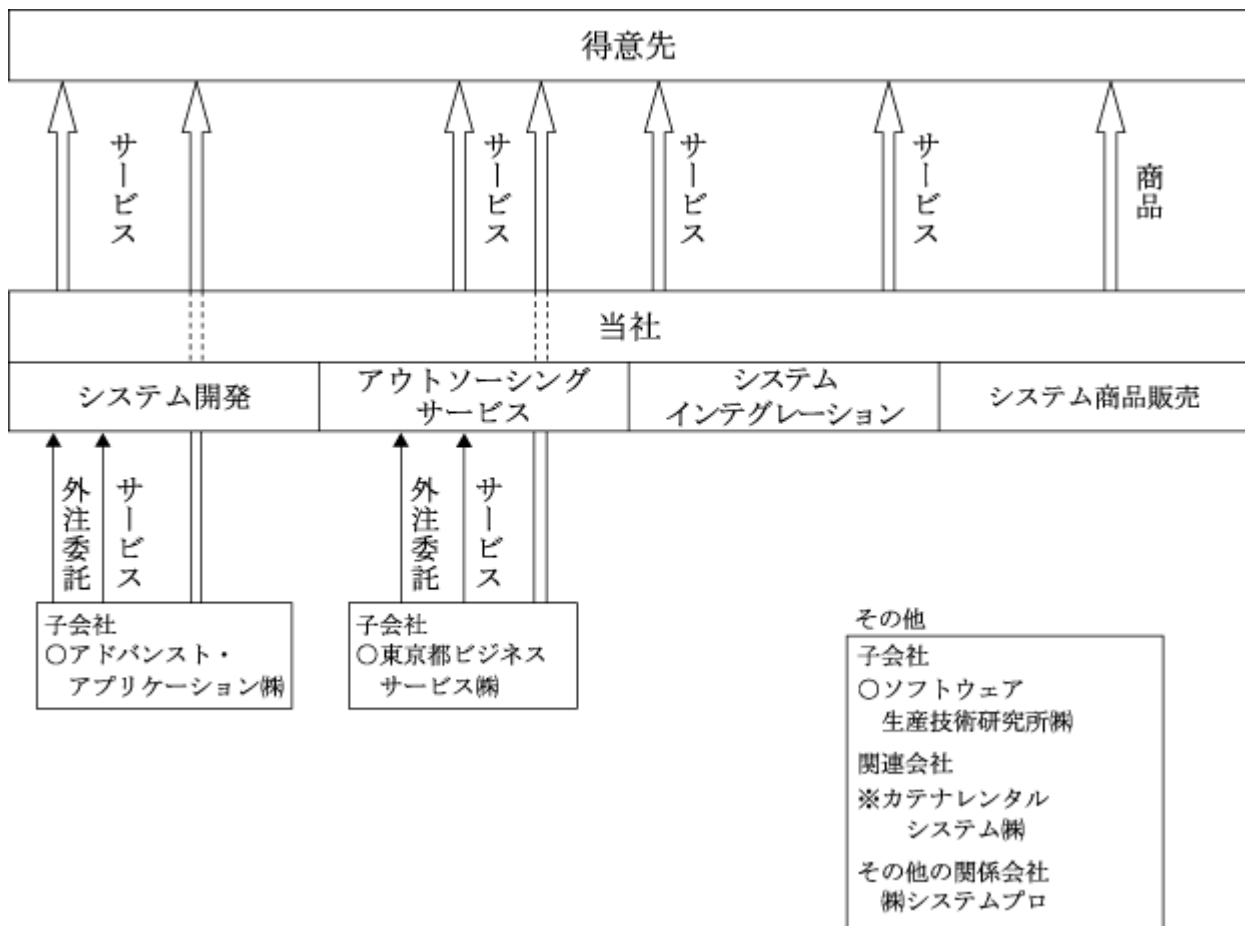 得意先
サービス
サービス
サービス
サービス
商品
当社
システム開発
アウトソーシング
サービス
システム
インテグレーション
システム商品販売
外注委託
サービス
外注委託
サービス
子会社
○アドバンスト・
アプリケーション㈱
子会社
○東京都ビジネス
サービス㈱
その他
子会社
○ソフトウェア
生産技術研究所㈱
関連会社
※カテナレンタル
システム㈱
その他の関係会社
㈱システムプロ